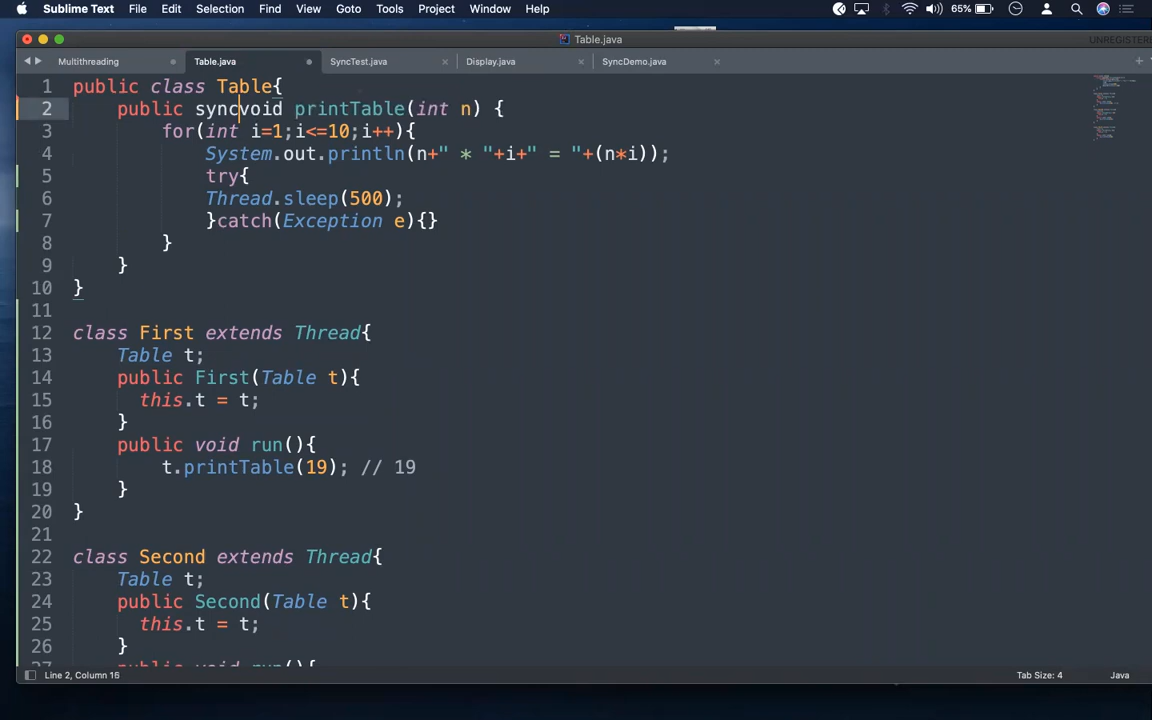 Sublime Text File Edit Selection Find View Goto Tools Project Window Help 65%
Table.java UNREGISTERE
Multithreading Table.java SyncTest.java Display.java SyncDemo.java
1 public class Table{
2 public syncvoid printTable(int n) {
3 for(int i=1;i<=10;i++){
4 System.out.println(n+" * "+i+" = "+(n*i));
5 try{
6 Thread.sleep(500);
7 }catch(Exception e){}
8 }
9 }
10 }
11
12 class First extends Thread{
13 Table t;
14 public First(Table t){
15 this.t = t;
16 }
17 public void run(){
18 t.printTable(19); // 19
19 }
20 }
21
22 class Second extends Thread{
23 Table t;
24 public Second(Table t){
25 this.t = t;
26 }
27 public void run(){
Line 2, Column 16 Tab Size: 4 Java